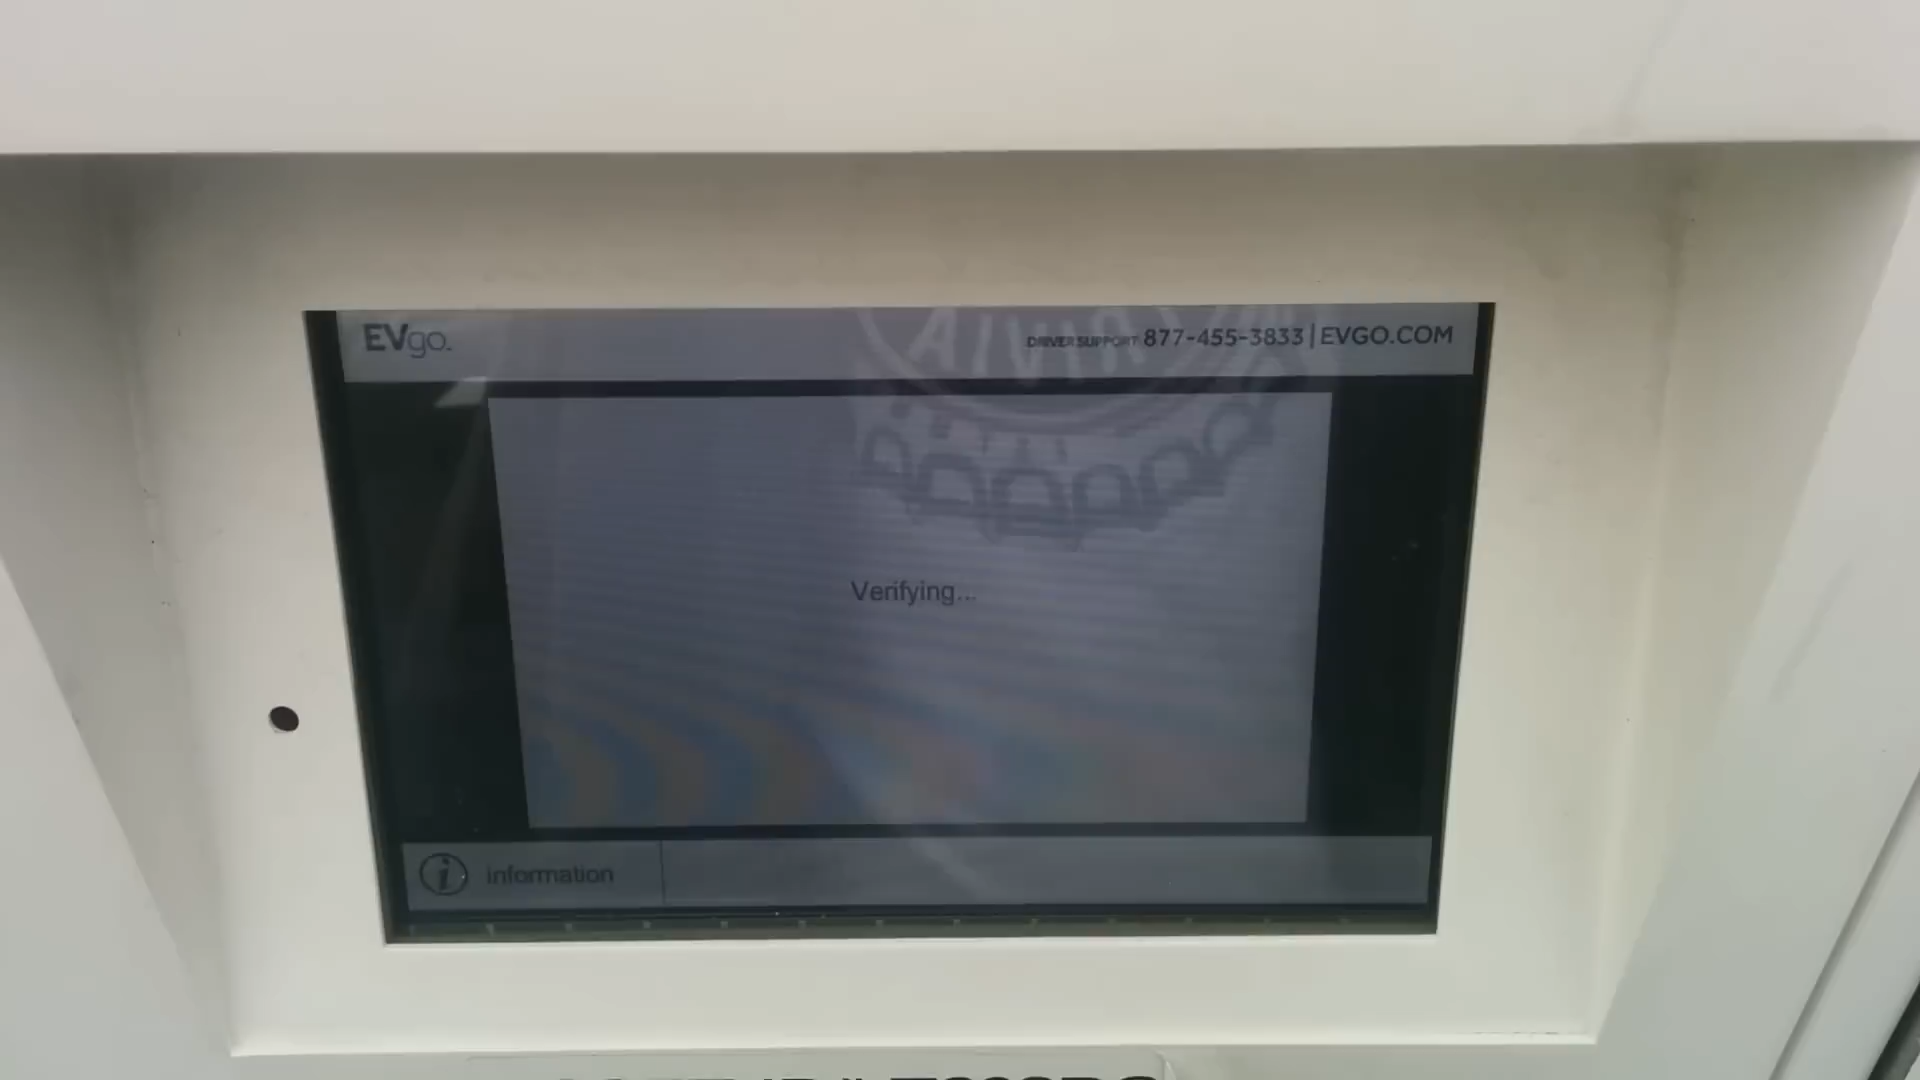 EVgo.
DRIVER SUPPORT 877-455-3833 | EVGO.COM
Verifying...
i information